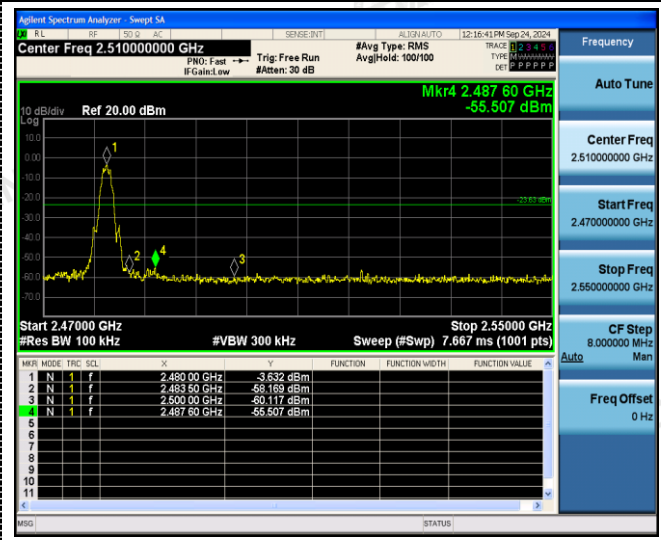 Agilent Spectrum Analyzer - Swept SA
RL RF 50 Ω AC SENSE:INT ALIGN AUTO 12:16:41 PM Sep 24, 2024
Center Freq 2.510000000 GHz
PNO: Fast
IFGain:Low
Trig: Free Run
#Atten: 30 dB
#Avg Type: RMS
Avg|Hold: 100/100
TRACE 1 2 3 4 5 6
TYPE M
DET P P P P P P
Mkr4 2.487 60 GHz
-55.507 dBm
10 dB/div
Log
Ref 20.00 dBm
10.0
0.00
-10.0
-20.0
-30.0
-40.0
-50.0
-60.0
-70.0
1
2
4
3
-23.63 dBm
Start 2.47000 GHz
Stop 2.55000 GHz
#Res BW 100 kHz
#VBW 300 kHz
Sweep (#Swp) 7.667 ms (1001 pts)
MKR MODE TRC SCL X Y FUNCTION FUNCTION WIDTH FUNCTION VALUE
1 N 1 f 2.480 00 GHz -3.632 dBm
2 N 1 f 2.483 50 GHz -58.169 dBm
3 N 1 f 2.500 00 GHz -60.117 dBm
4 N 1 f 2.487 60 GHz -55.507 dBm
5
6
7
8
9
10
11
MSG
STATUS
Frequency
Auto Tune
Center Freq
2.510000000 GHz
Start Freq
2.470000000 GHz
Stop Freq
2.550000000 GHz
CF Step
8.000000 MHz
Auto Man
Freq Offset
0 Hz